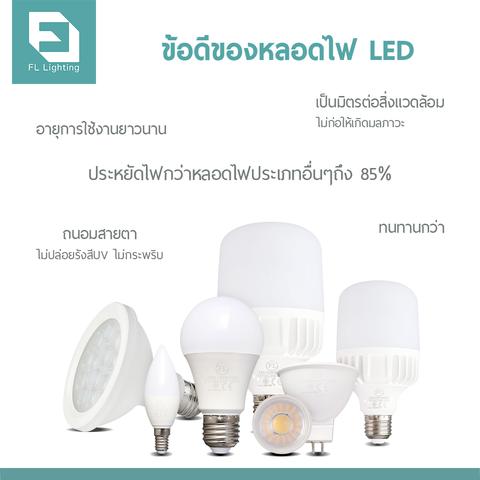 FL Lighting
ข้อดีของหลอดไฟ LED
เป็นมิตรต่อสิ่งแวดล้อม
ไม่ก่อให้เกิดมลภาวะ
อายุการใช้งานยาวนาน
ประหยัดไฟกว่าหลอดไฟประเภทอื่นๆถึง 85%
ถนอมสายตา
ไม่ปล่อยรังสีUV ไม่กระพริบ
ทนทานกว่า